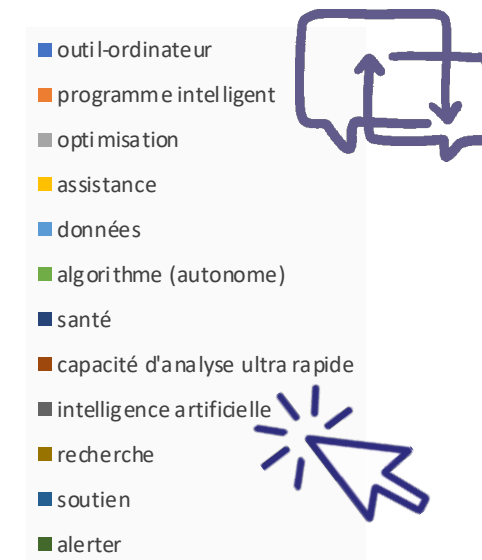 outil-ordinateur
programme intelligent
optimisation
assistance
données
algorithme (autonome)
santé
capacité d'analyse ultra rapide
intelligence artificielle
recherche
soutien
alerter